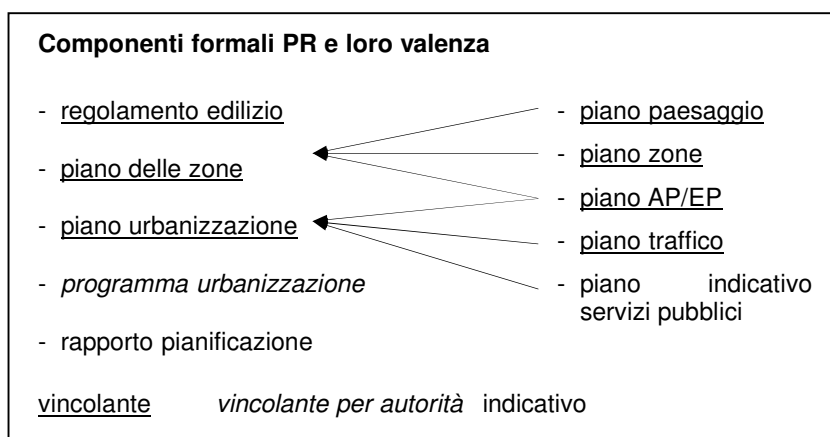 Componenti formali PR e loro valenza
- regolamento edilizio
- piano delle zone
- piano urbanizzazione
- programma urbanizzazione
- rapporto pianificazione
- piano paesaggio
- piano zone
- piano AP/EP
- piano traffico
- piano indicativo
servizi pubblici
vincolante vincolante per autorità indicativo